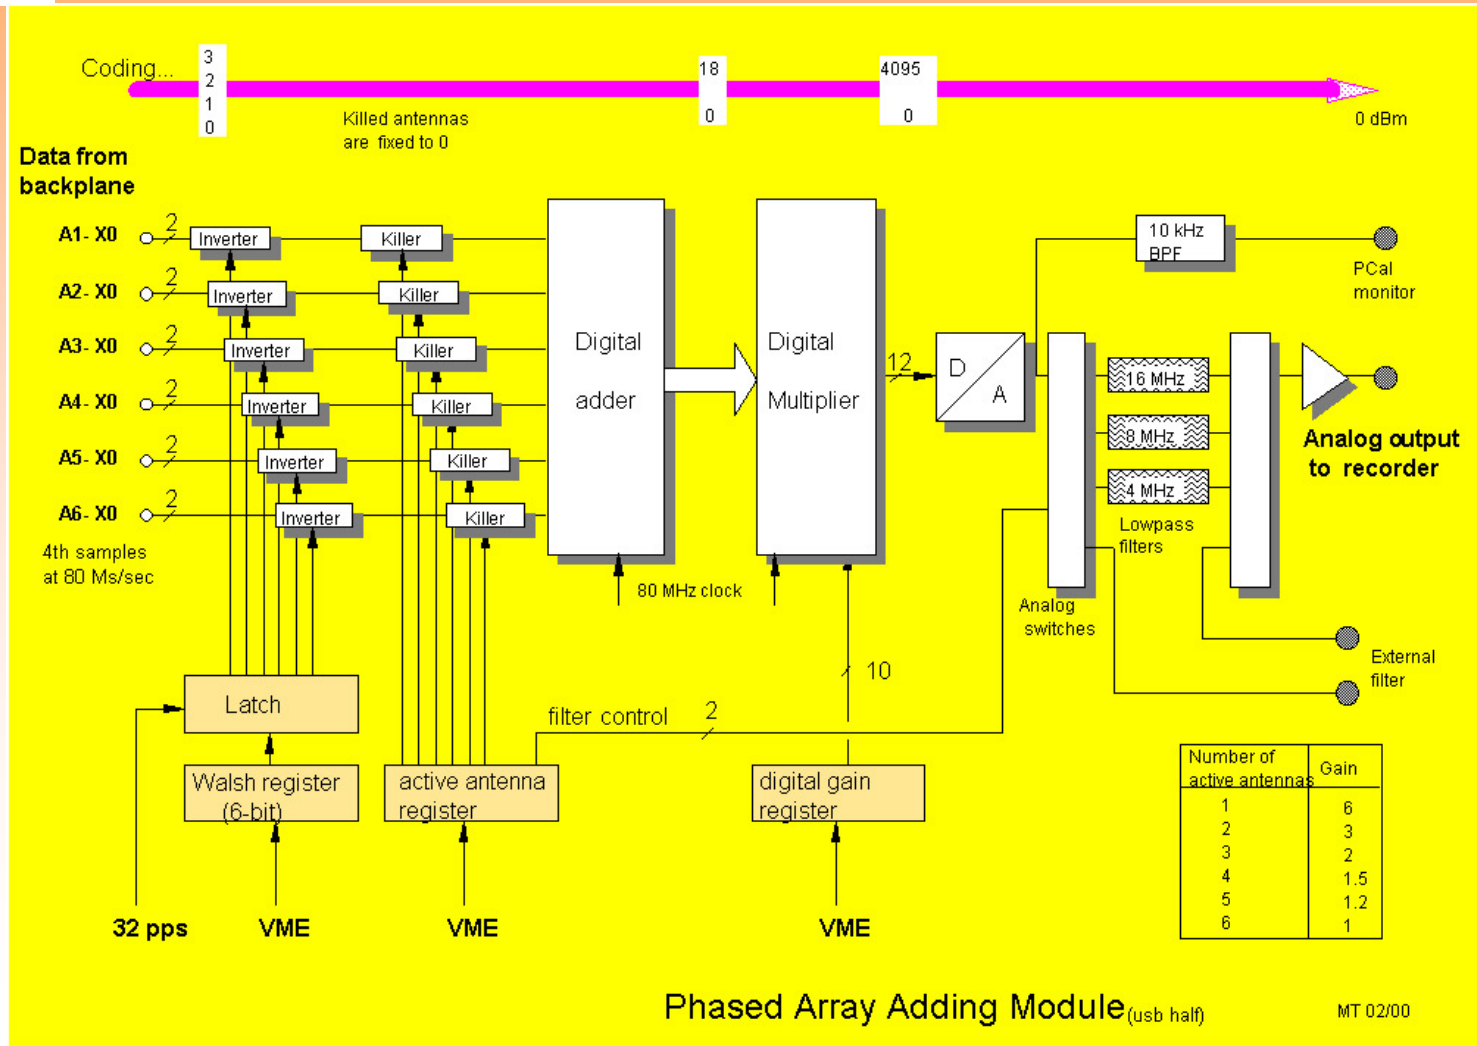 Coding...
3
2
1
0
18
0
4095
0
Killed antennas
are fixed to 0
0 dBm
Data from
backplane
A1- X0
2
Inverter
Killer
A2- X0
2
Inverter
Killer
A3- X0
2
Inverter
Killer
A4- X0
2
Inverter
Killer
A5- X0
2
Inverter
Killer
A6- X0
2
Inverter
Killer
4th samples
at 80 Ms/sec
Digital
adder
Digital
Multiplier
80 MHz clock
12
D
A
10 kHz
BPF
PCal
monitor
16 MHz
8 MHz
4 MHz
Lowpass
filters
Analog
switches
Analog output
to recorder
External
filter
10
Latch
filter control
2
Walsh register
(6-bit)
active antenna
register
digital gain
register
32 pps
VME
VME
VME
Number of
active antennas
Gain
1 6
2 3
3 2
4 1.5
5 1.2
6 1
Phased Array Adding Module (usb half)
MT 02/00